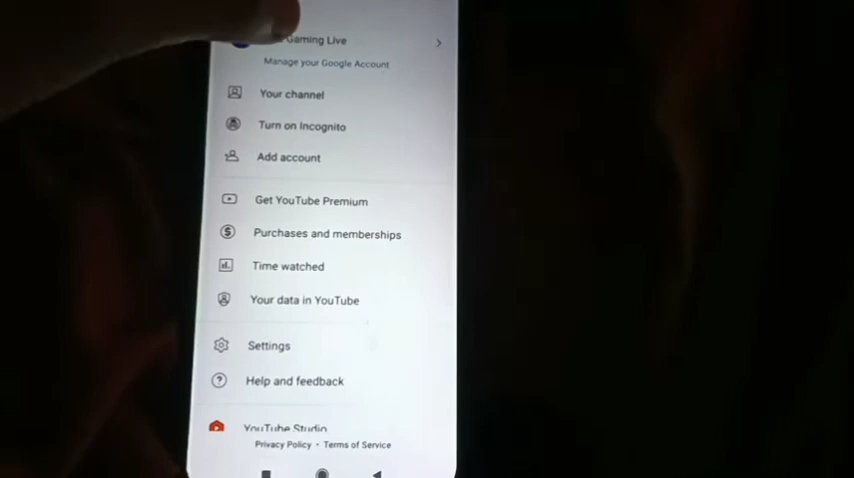 Gaming Live
Manage your Google Account
Your channel
Turn on Incognito
Add account
Get YouTube Premium
Purchases and memberships
Time watched
Your data in YouTube
Settings
Help and feedback
YouTube Studio
Privacy Policy • Terms of Service